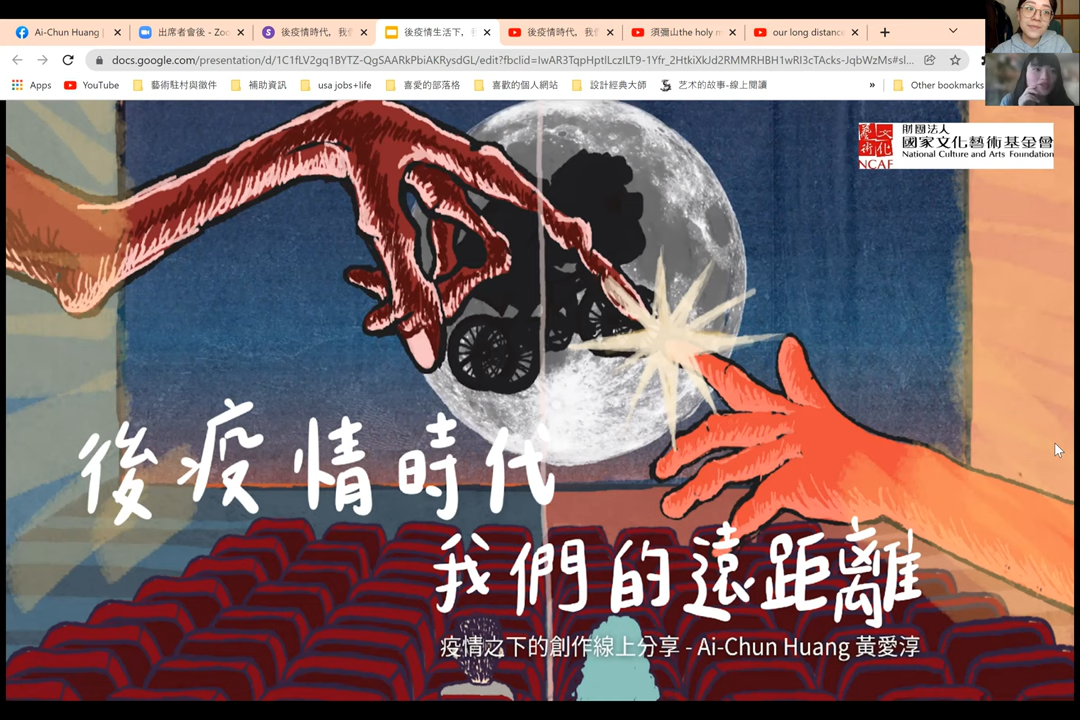 Ai-Chun Huang
出席者會後 - Zoo
後疫情時代，我們
後疫情生活下，
後疫情時代，我們
須彌山the holy m
our long distance
docs.google.com/presentation/d/1C1fLV2gq1BYTZ-QgSAARkPbiAKRysdGL/edit?fbclid=IwAR3TqpHptlLczILT9-1Yfr_2HtkiXkJd2RMMRHBH1wRI3cTAcks-JqbWzMs#sl...
Apps
YouTube
藝術駐村與徵件
補助資訊
usa jobs+life
喜愛的部落格
喜歡的個人網站
設計經典大師
艺术的故事-線上閱讀
»
Other bookmarks
藝文術化
NCAF
財團法人
國家文化藝術基金會
National Culture and Arts Foundation
後疫情時代
我們的遠距離
疫情之下的創作線上分享 - Ai-Chun Huang 黃愛淳